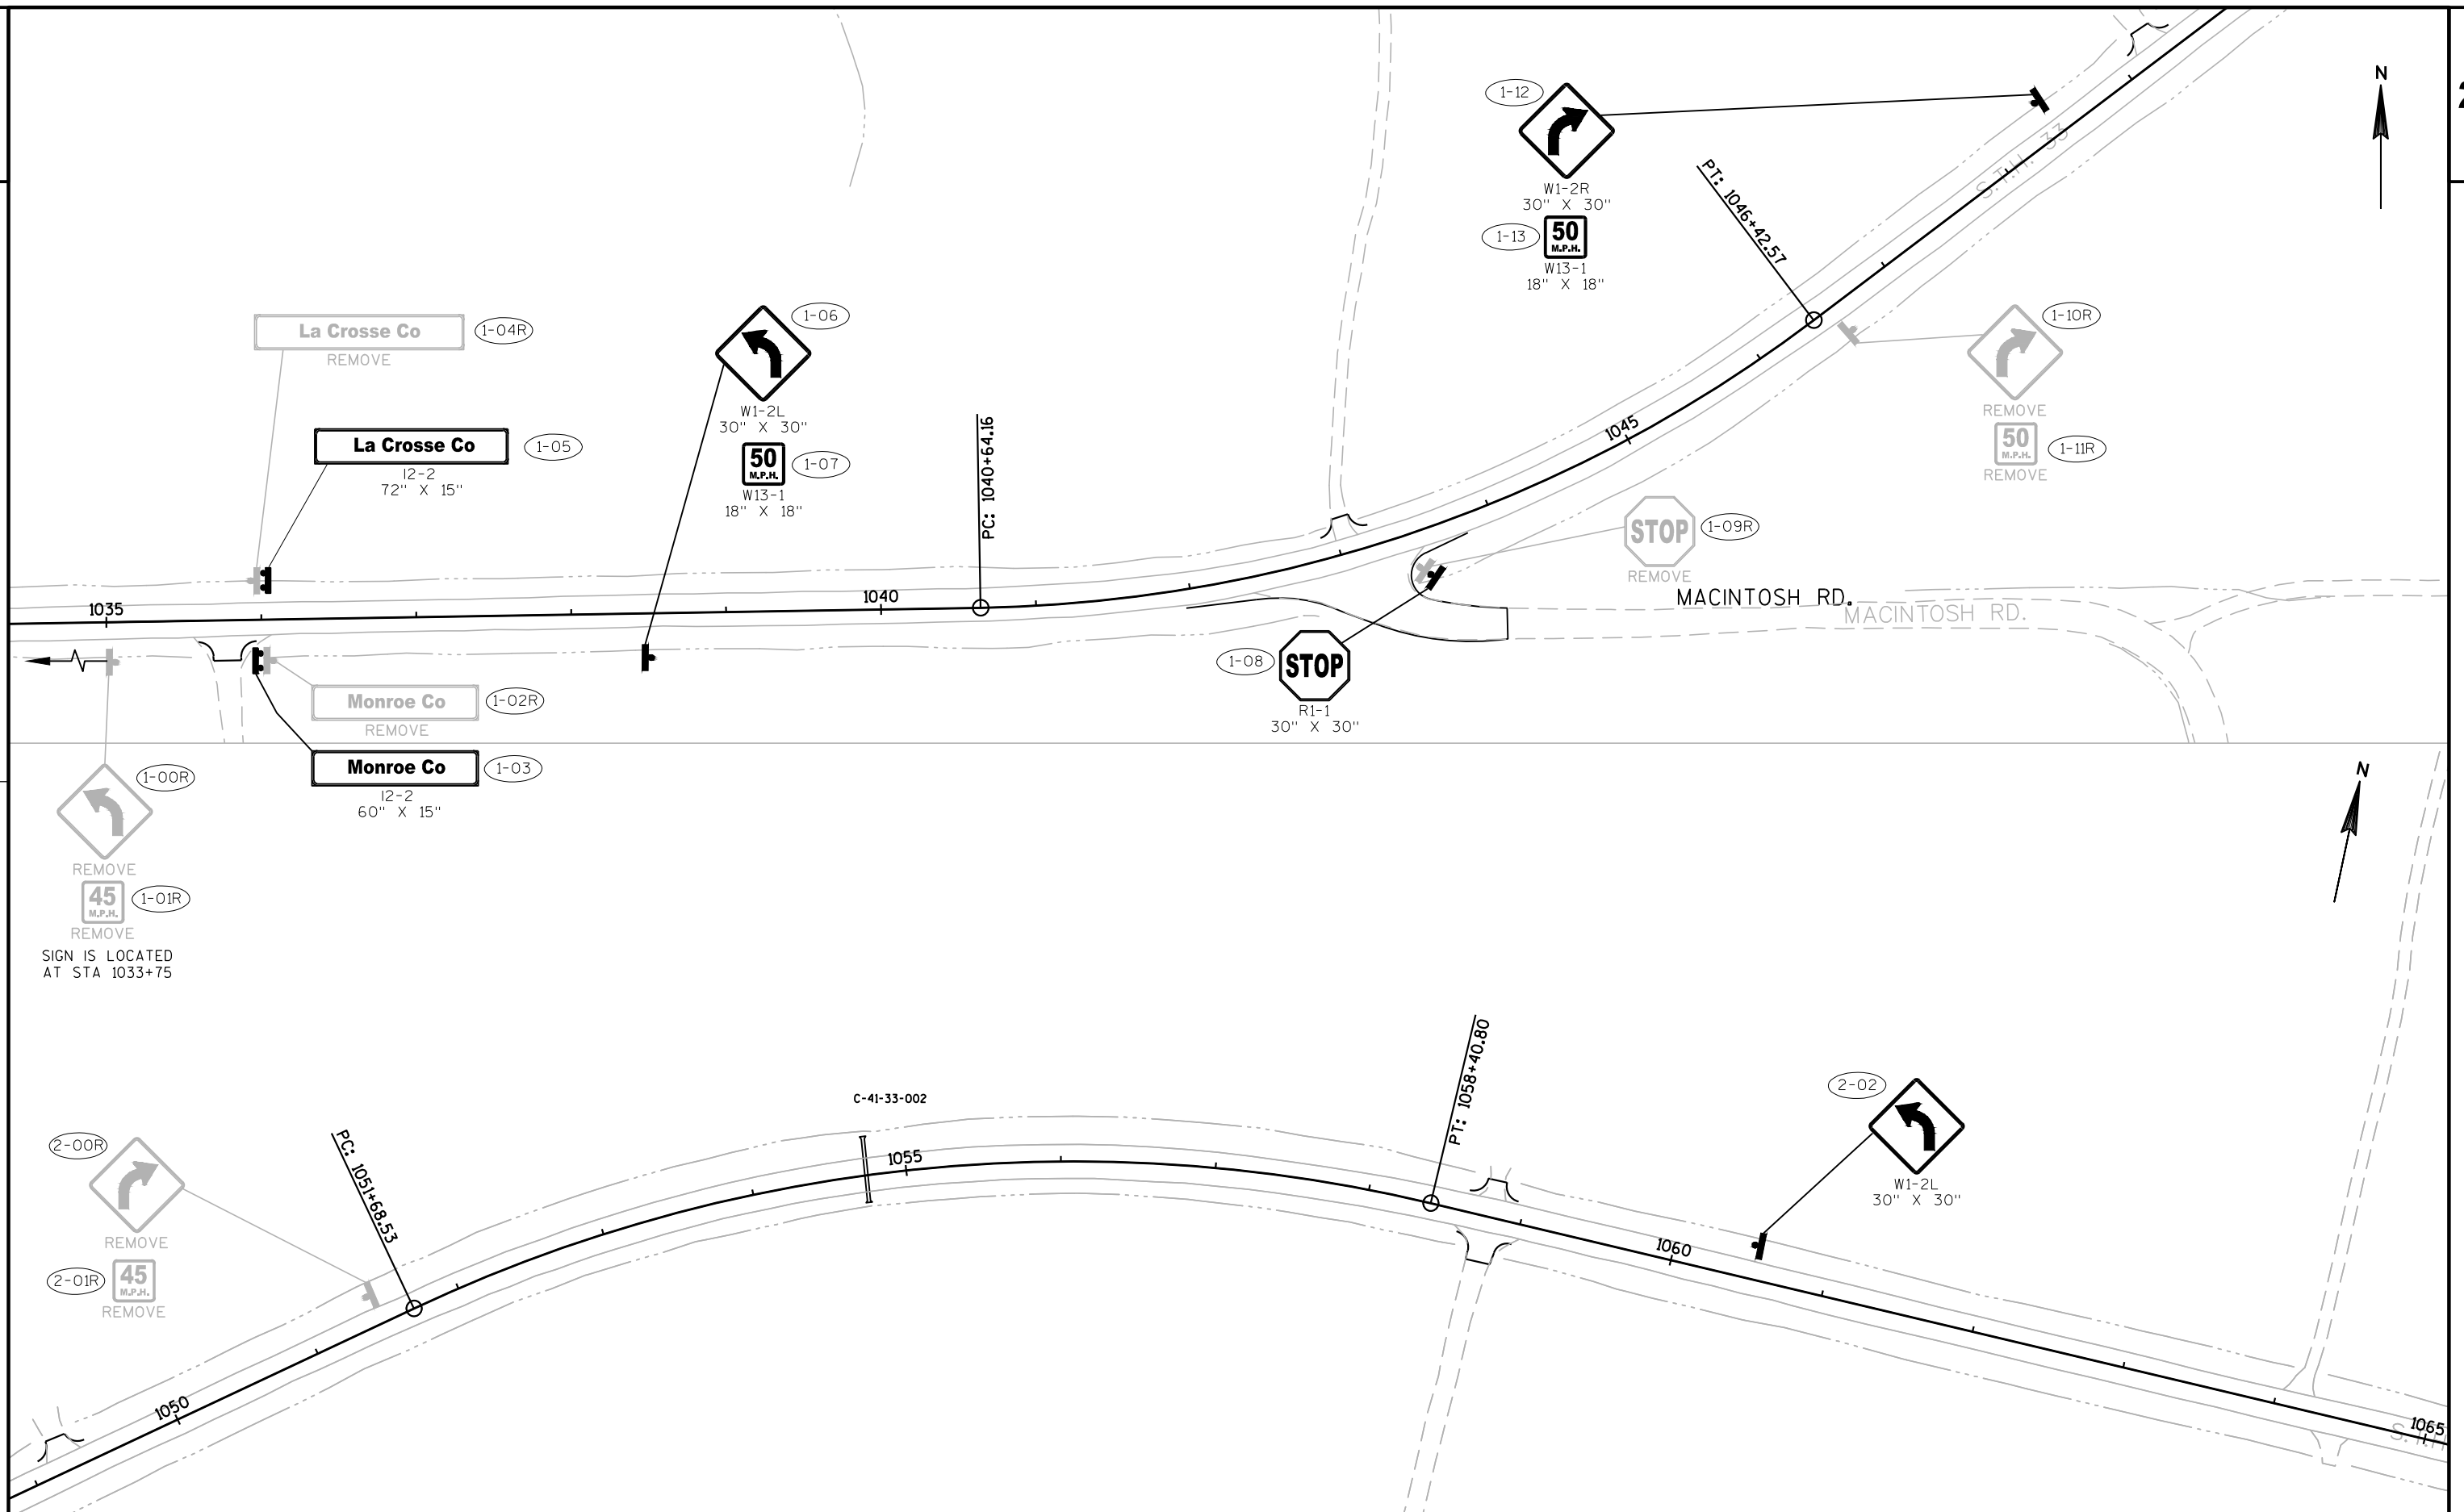 N
1-12
W1-2R
30" X 30"
1-13
50
M.P.H.
W13-1
18" X 18"
S.T.H. 33
PT: 1046+42.57
La Crosse Co
1-04R
REMOVE
La Crosse Co
1-05
I2-2
72" X 15"
1-06
W1-2L
30" X 30"
50
M.P.H.
1-07
W13-1
18" X 18"
PC: 1040+64.16
1-10R
REMOVE
50
M.P.H.
1-11R
REMOVE
1045
STOP
1-09R
REMOVE
MACINTOSH RD.
MACINTOSH RD.
1035
1040
1-08
STOP
R1-1
30" X 30"
Monroe Co
1-02R
REMOVE
Monroe Co
1-03
I2-2
60" X 15"
1-00R
REMOVE
45
M.P.H.
1-01R
REMOVE
SIGN IS LOCATED
AT STA 1033+75
N
C-41-33-002
PT: 1058+40.80
2-02
W1-2L
30" X 30"
2-00R
REMOVE
2-01R
45
M.P.H.
REMOVE
PC: 1051+68.53
1055
1060
1050
1065